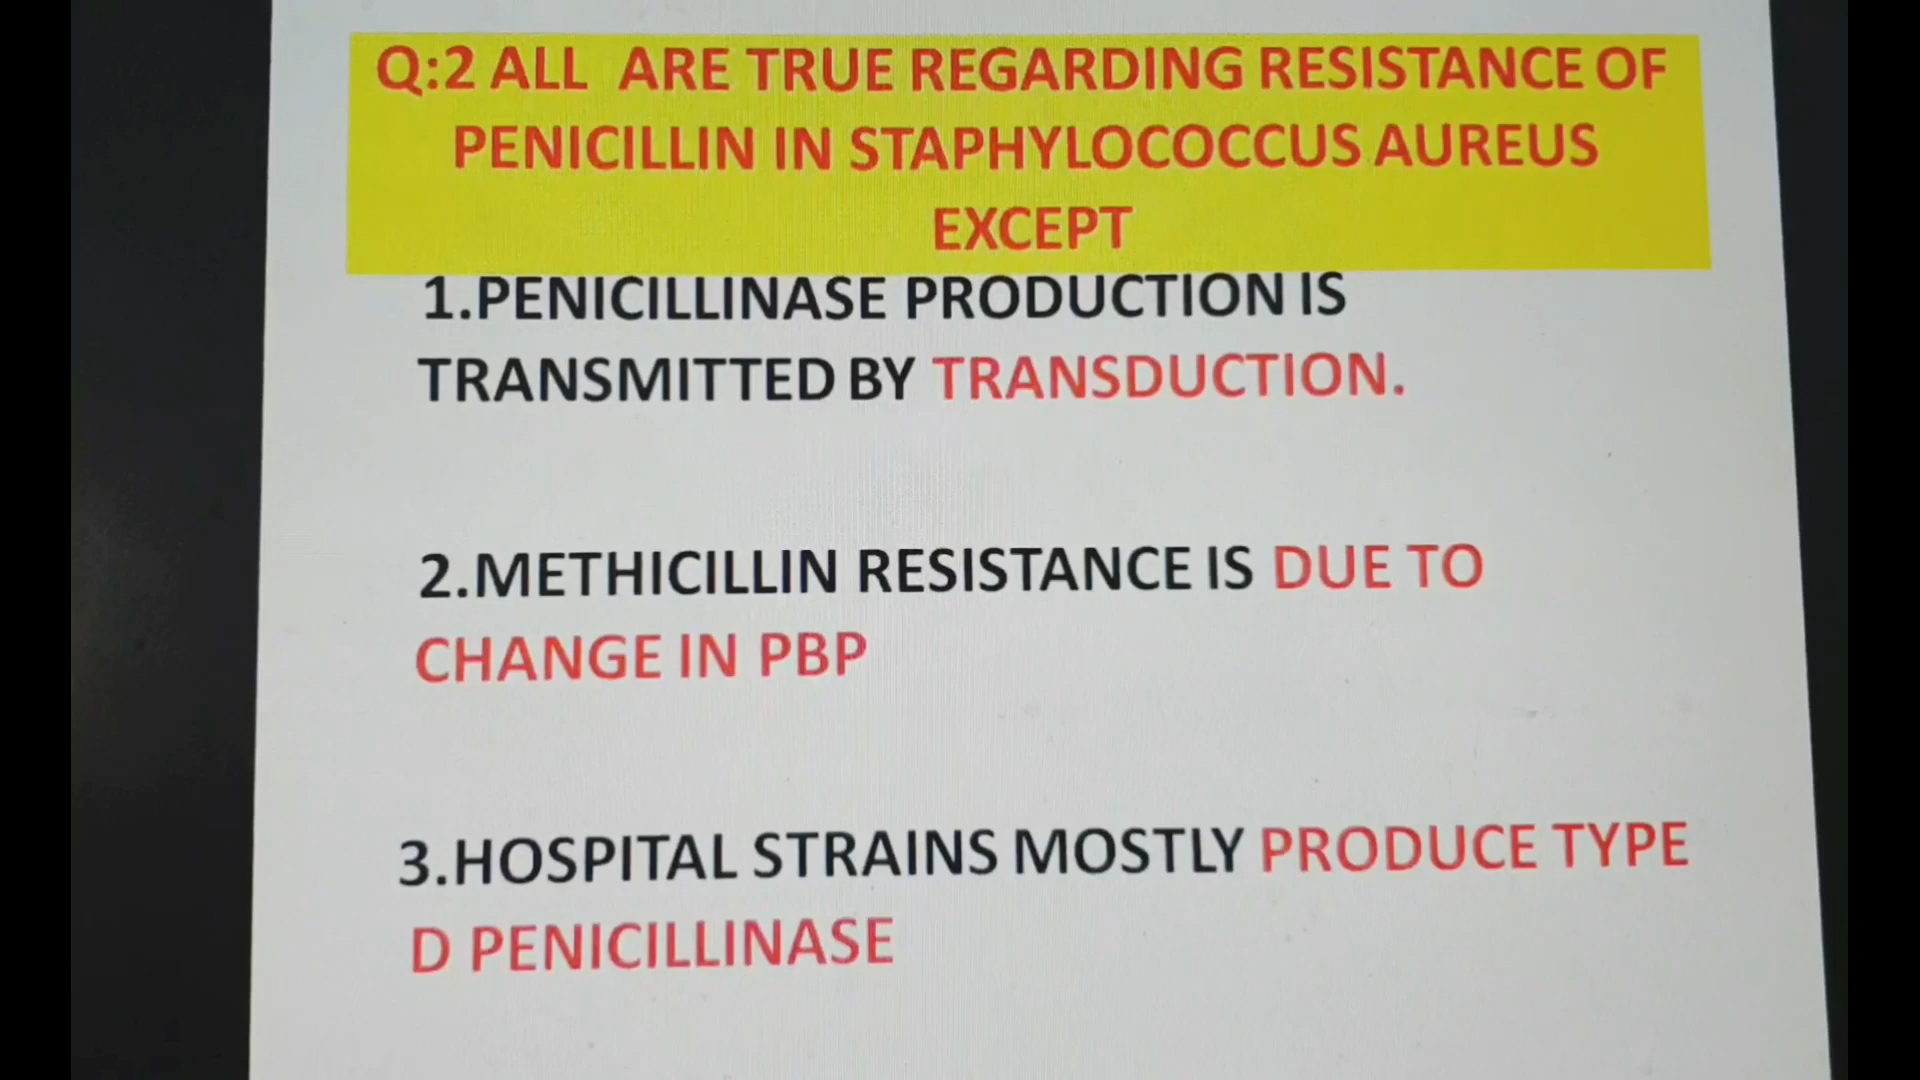 Q:2 ALL ARE TRUE REGARDING RESISTANCE OF
PENICILLIN IN STAPHYLOCOCCUS AUREUS
EXCEPT
1.PENICILLINASE PRODUCTION IS
TRANSMITTED BY TRANSDUCTION.
2.METHICILLIN RESISTANCE IS DUE TO
CHANGE IN PBP
3.HOSPITAL STRAINS MOSTLY PRODUCE TYPE
D PENICILLINASE